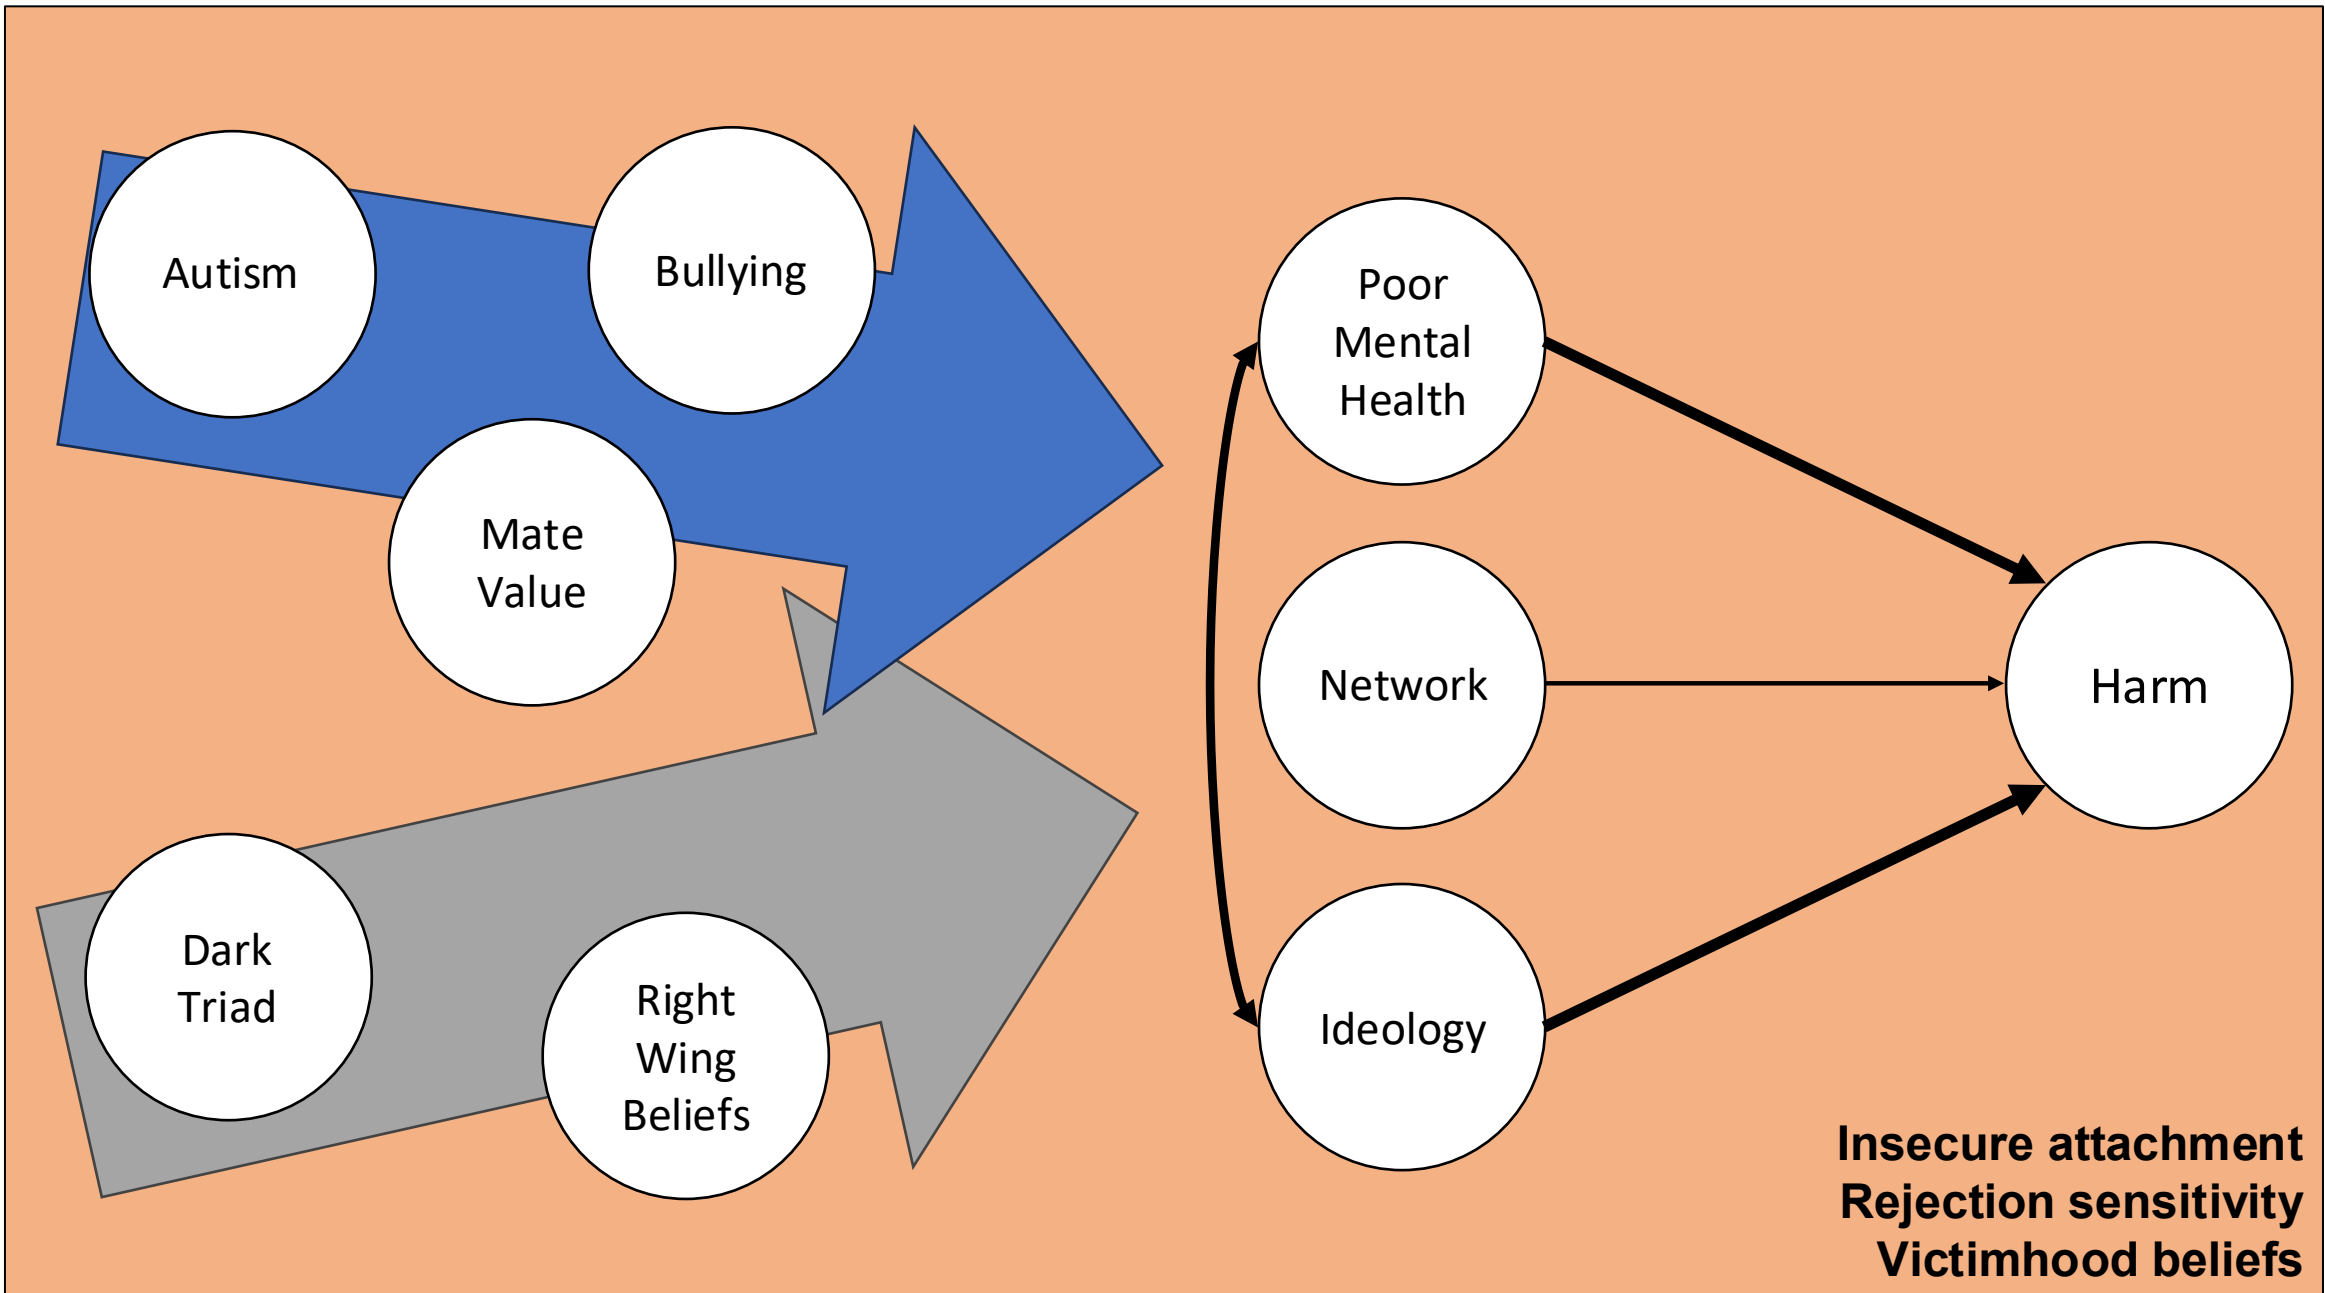 Autism
Bullying
Mate
Value
Dark
Triad
Right
Wing
Beliefs
Poor
Mental
Health
Network
Ideology
Harm
Insecure attachment
Rejection sensitivity
Victimhood beliefs